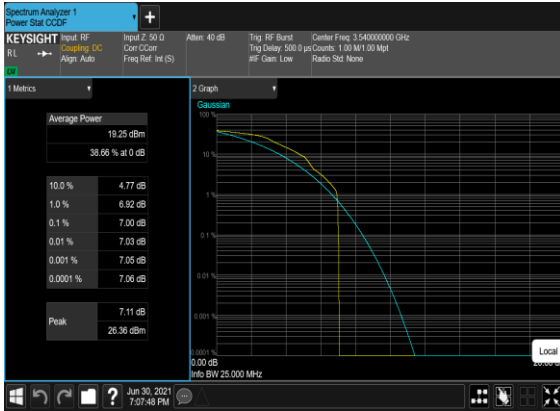 Spectrum Analyzer 1
Power Stat CCDF
+
KEYSIGHT Input: RF Input Z: 50 Ω Atten: 40 dB Trig: RF Burst Center Freq: 3.540000000 GHz
RL Coupling: DC Corr CCorr Trig Delay: 500.0 µs Counts: 1.00 M/1.00 Mpt
Align: Auto Freq Ref: Int (S) #IF Gain: Low Radio Std: None
1 Metrics
2 Graph
Gaussian
Average Power
19.25 dBm
38.66 % at 0 dB
10.0 % 4.77 dB
1.0 % 6.92 dB
0.1 % 7.00 dB
0.01 % 7.03 dB
0.001 % 7.05 dB
0.0001 % 7.06 dB
Peak 7.11 dB
26.36 dBm
100 %
10 %
1 %
0.1 %
0.01 %
0.001 %
0.0001 %
0.00 dB
Info BW 25.000 MHz
Local
Jun 30, 2021
7:07:48 PM